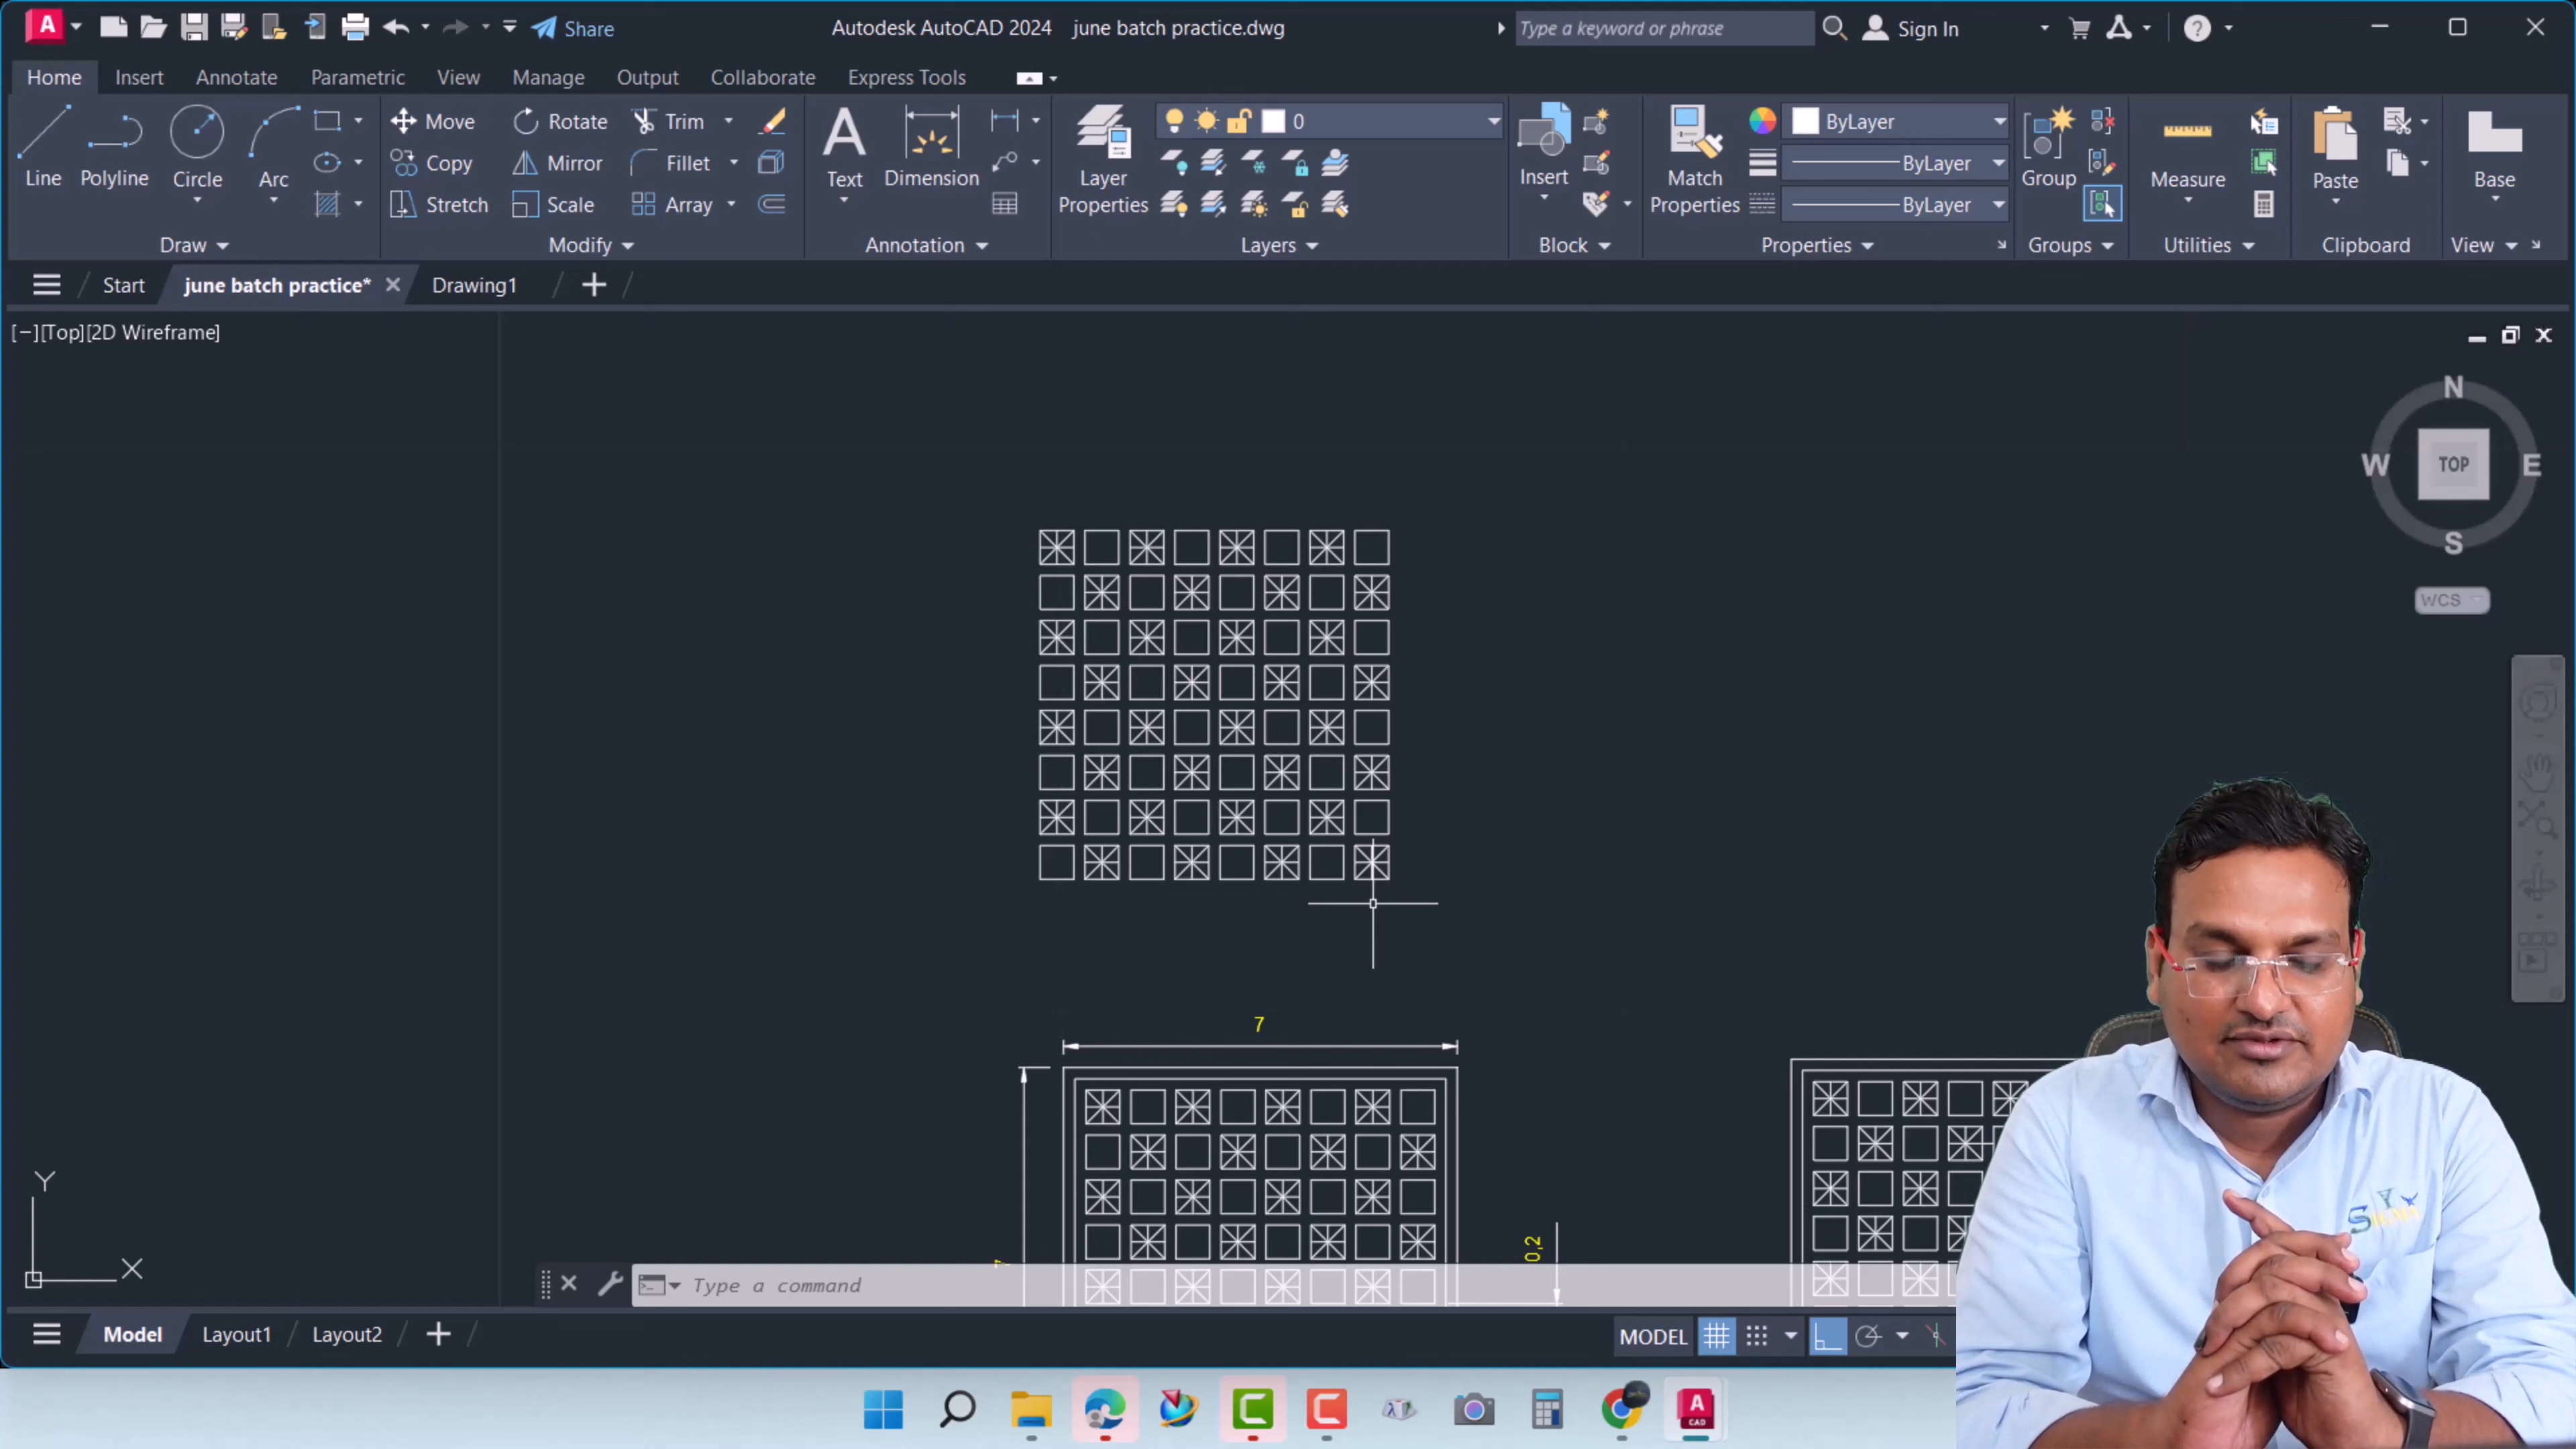 A Share Autodesk AutoCAD 2024 june batch practice.dwg Type a keyword or phrase Sign In ?
Home Insert Annotate Parametric View Manage Output Collaborate Express Tools
Line Polyline Circle Arc
Move Rotate Trim
Copy Mirror Fillet
Stretch Scale Array
A Text Dimension
Layer Properties
0
Insert
Match Properties
ByLayer
ByLayer
ByLayer
Group
Measure
Paste
Base
Draw Modify Annotation Layers Block Properties Groups Utilities Clipboard View
Start june batch practice* Drawing1
[−][Top][2D Wireframe]
N
W TOP E
S
WCS
7
0,2
Y
X
Type a command
Model Layout1 Layout2 MODEL
A
CAD